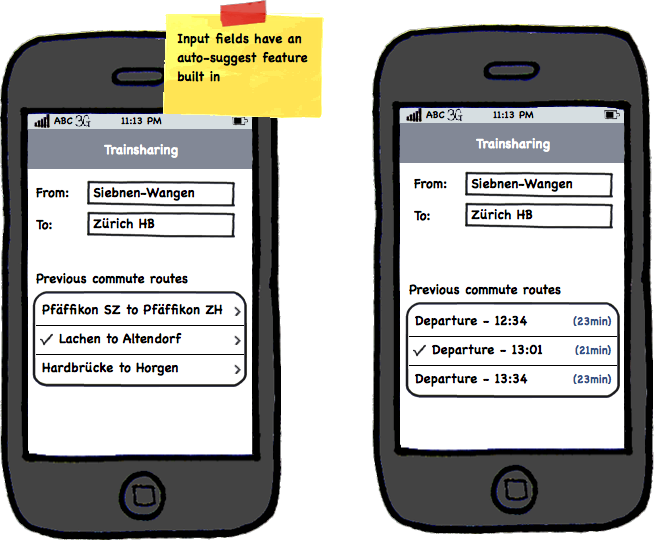 Input fields have an
auto-suggest feature
built in
ABC 3G 11:13 PM
Trainsharing
From: Siebnen-Wangen
To: Zürich HB
Previous commute routes
Pfäffikon SZ to Pfäffikon ZH
Lachen to Altendorf
Hardbrücke to Horgen
ABC 3G 11:13 PM
Trainsharing
From: Siebnen-Wangen
To: Zürich HB
Previous commute routes
Departure - 12:34 (23min)
Departure - 13:01 (21min)
Departure - 13:34 (23min)